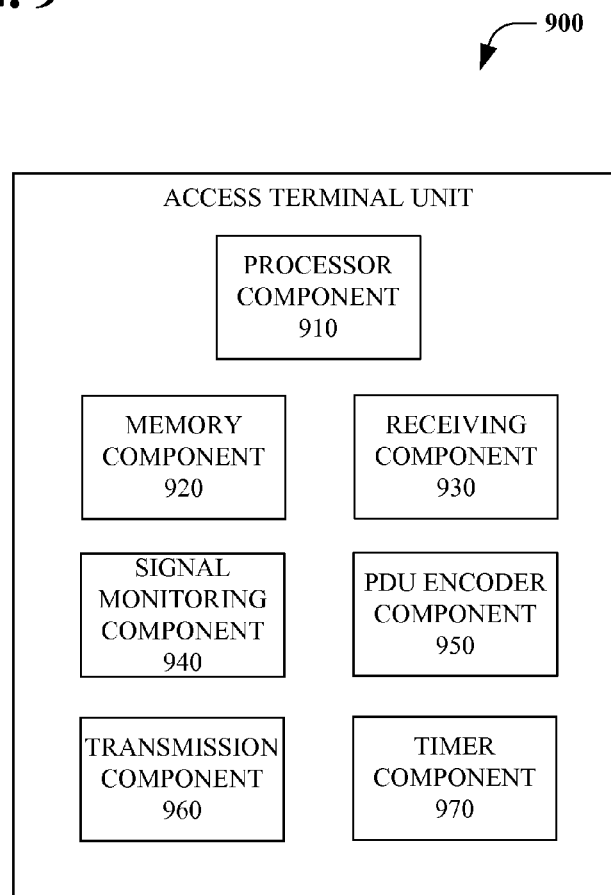 900
ACCESS TERMINAL UNIT
PROCESSOR
COMPONENT
910
MEMORY
COMPONENT
920
RECEIVING
COMPONENT
930
SIGNAL
MONITORING
COMPONENT
940
PDU ENCODER
COMPONENT
950
TRANSMISSION
COMPONENT
960
TIMER
COMPONENT
970